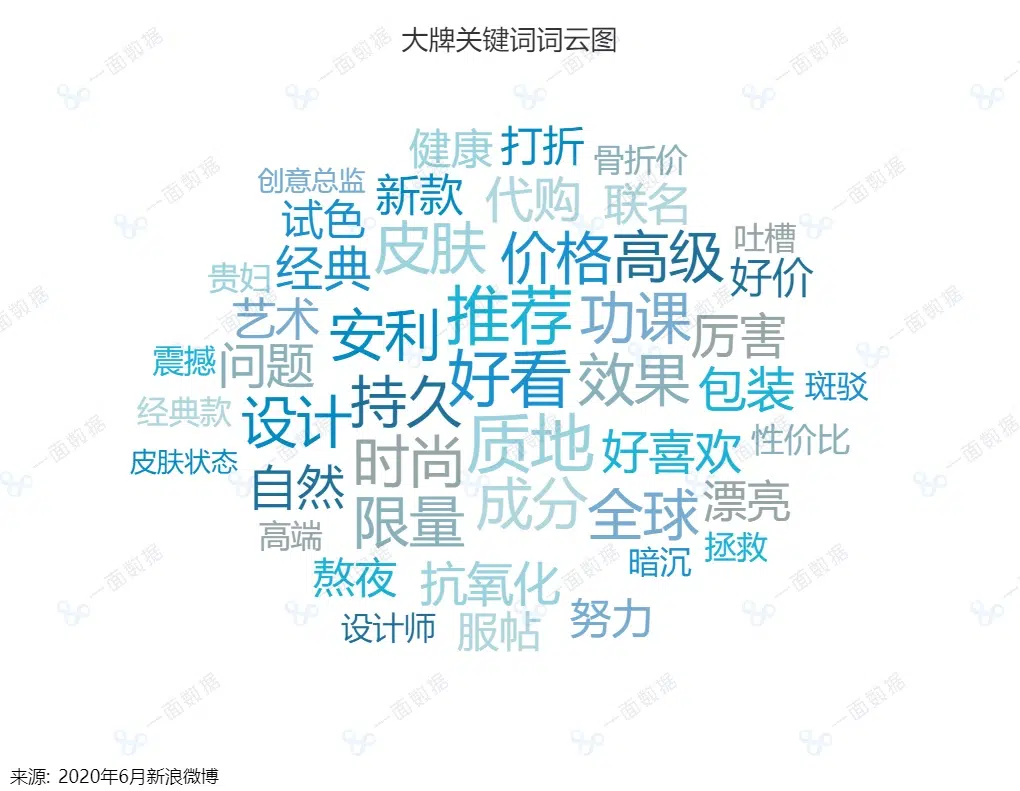 大牌关键词词云图
健康 打折 骨折价
创意总监 新款 代购 联名
试色 皮肤 价格 高级 吐槽
贵妇 经典 好价
艺术 安利 推荐 功课 厉害
震撼 问题 持久 好看 效果 包装 斑驳
经典款 设计 时尚 质地 好喜欢 性价比
皮肤状态 自然 限量 成分 全球 漂亮
高端 暗沉 拯救
熬夜 抗氧化 努力
设计师 服帖
来源: 2020年6月新浪微博
一面数据